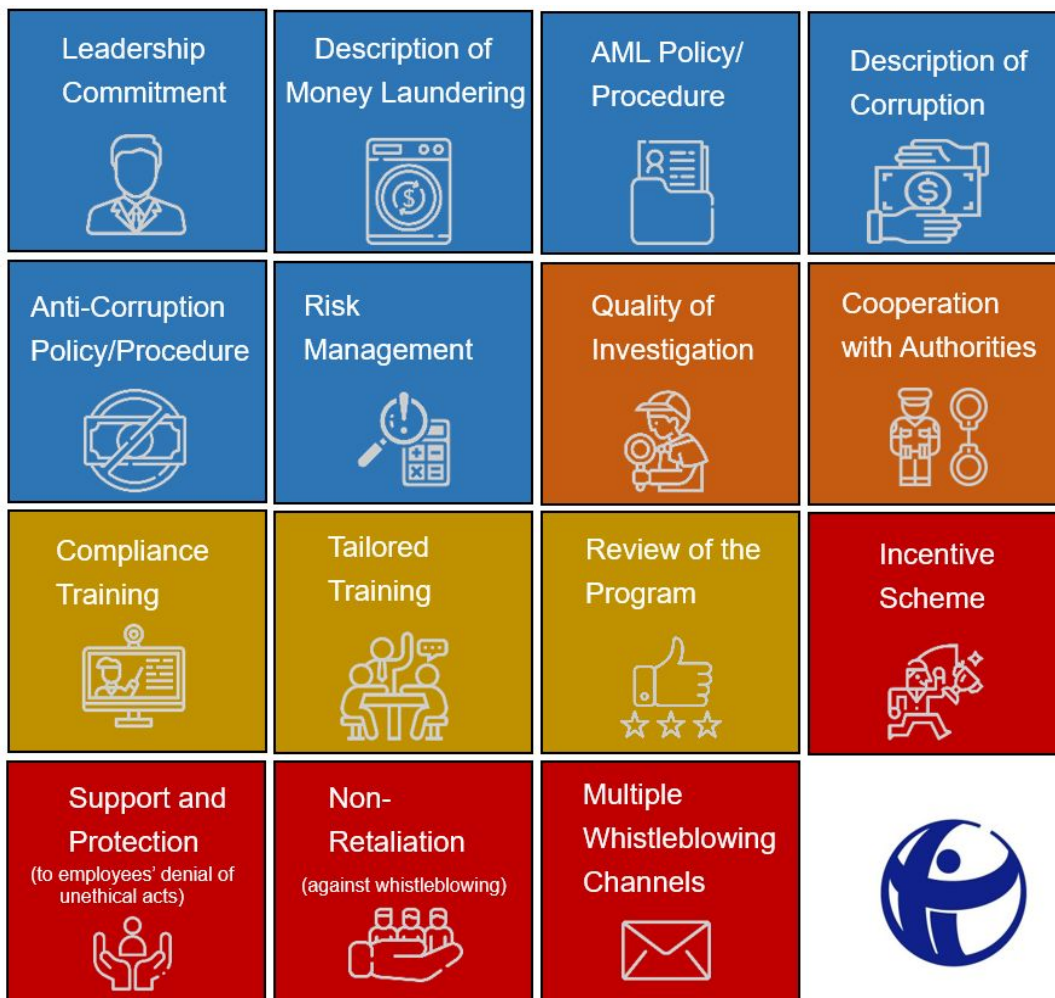 Leadership
Commitment
Description of
Money Laundering
AML Policy/
Procedure
Description of
Corruption
Anti-Corruption
Policy/Procedure
Risk
Management
Quality of
Investigation
Cooperation
with Authorities
Compliance
Training
Tailored
Training
Review of the
Program
Incentive
Scheme
Support and
Protection
(to employees' denial of
unethical acts)
Non-
Retaliation
(against whistleblowing)
Multiple
Whistleblowing
Channels